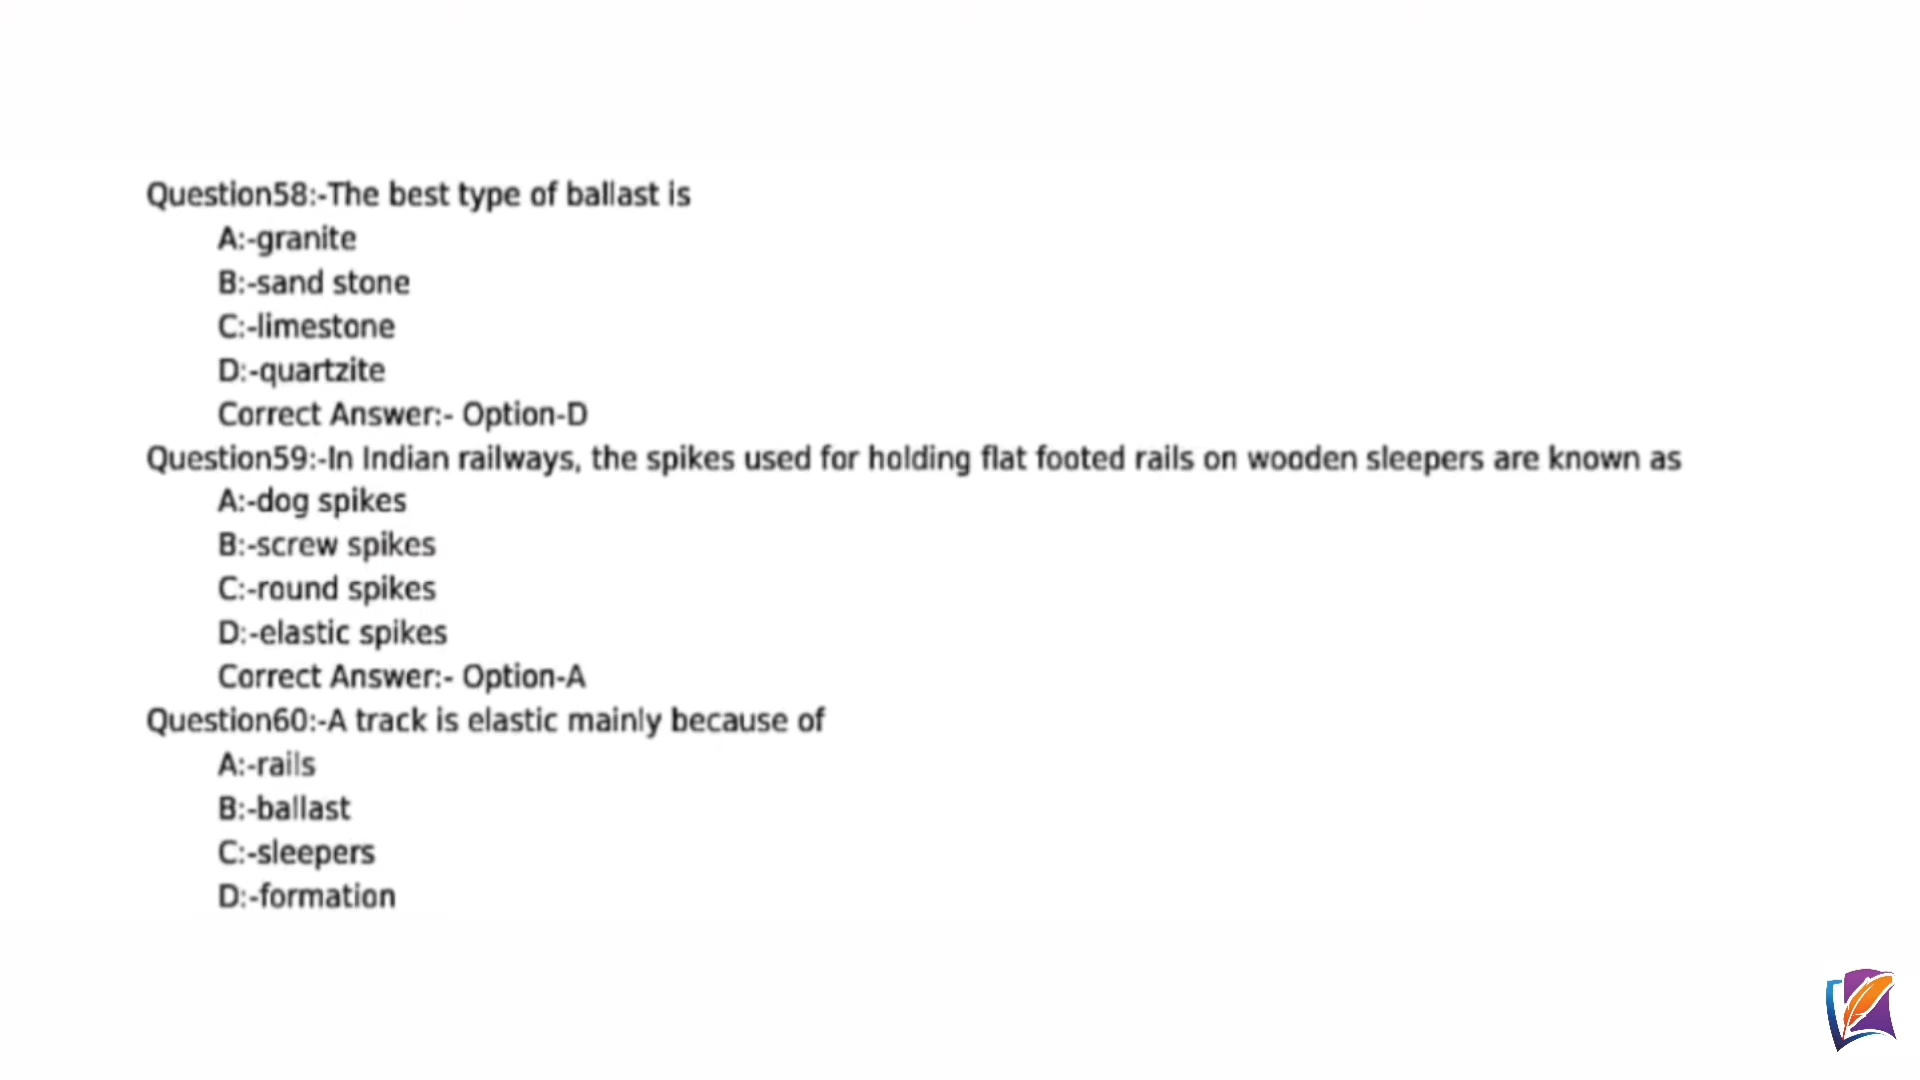 Question58:-The best type of ballast is
A:-granite
B:-sand stone
C:-limestone
D:-quartzite
Correct Answer:- Option-D
Question59:-In Indian railways, the spikes used for holding flat footed rails on wooden sleepers are known as
A:-dog spikes
B:-screw spikes
C:-round spikes
D:-elastic spikes
Correct Answer:- Option-A
Question60:-A track is elastic mainly because of
A:-rails
B:-ballast
C:-sleepers
D:-formation